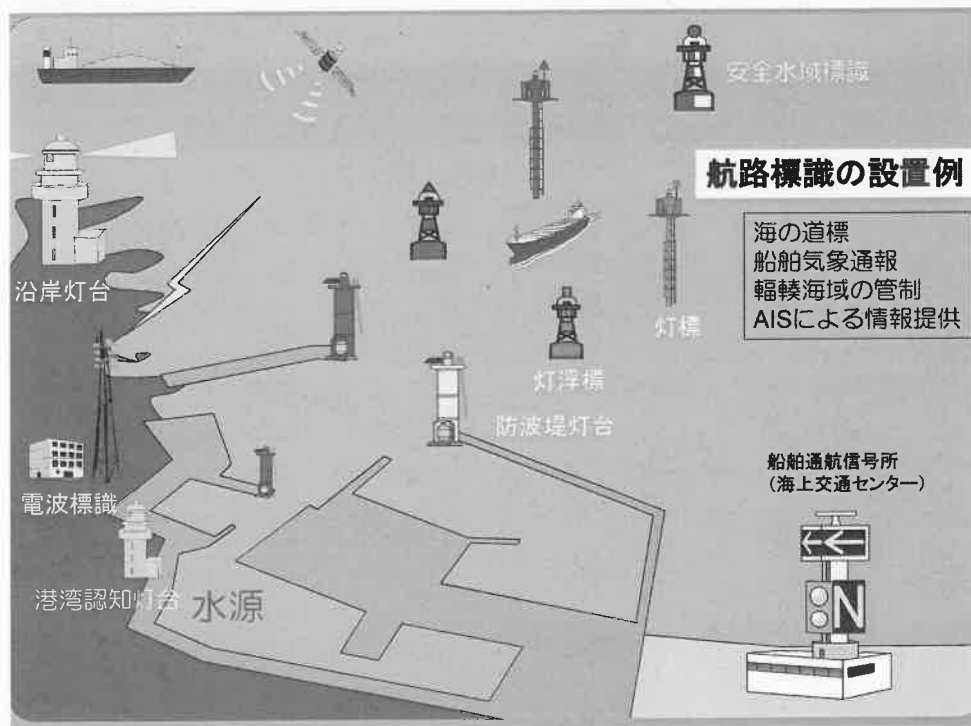 安全水域標識
航路標識の設置例
海の道標
船舶気象通報
輻輳海域の管制
AISによる情報提供
沿岸灯台
灯標
灯浮標
防波堤灯台
船舶通航信号所
（海上交通センター）
電波標識
港湾認知灯台
水源
N